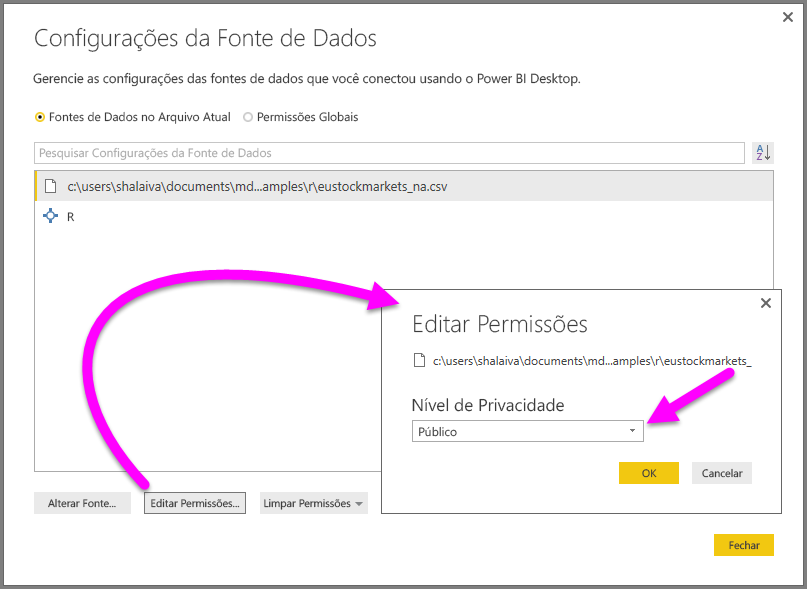 Configurações da Fonte de Dados
Gerencie as configurações das fontes de dados que você conectou usando o Power BI Desktop.
Fontes de Dados no Arquivo Atual
Permissões Globais
Pesquisar Configurações da Fonte de Dados
A
Z
c:\users\shalaiva\documents\md...amples\r\eustockmarkets_na.csv
R
Editar Permissões
c:\users\shalaiva\documents\md...amples\r\eustockmarkets_
Nível de Privacidade
Público
OK
Cancelar
Alterar Fonte...
Editar Permissões...
Limpar Permissões
Fechar